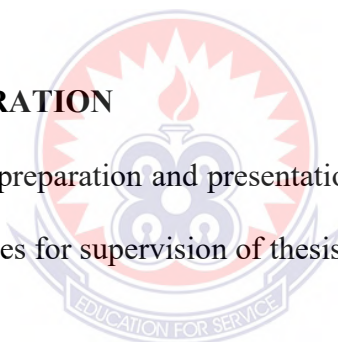 RATION
preparation and presentatio
es for supervision of thesis
EDUCATION FOR SERVICE